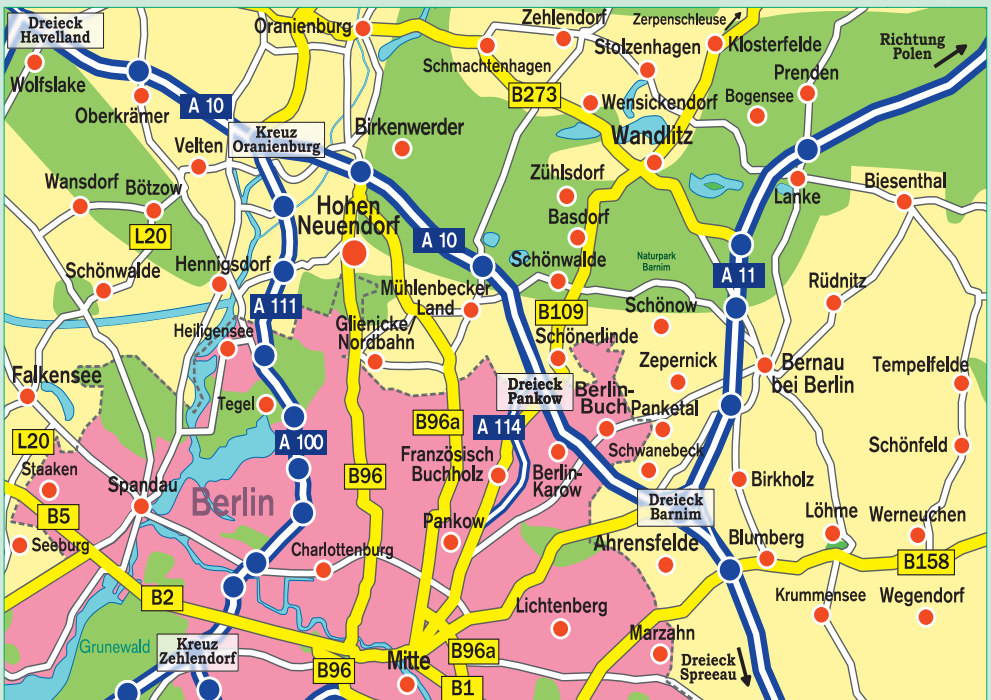 Dreieck
Havelland
Oranienburg
Zehlendorf
Zerpenschleuse
Richtung
Polen
Schmachtenhagen
Stolzenhagen
Klosterfelde
Wolfslake
Oberkrämer
A 10
B273
Wensickendorf
Prenden
Bogensee
Kreuz
Oranienburg
Birkenwerder
Wandlitz
Velten
Wansdorf
Bötzow
Zühlsdorf
Lanke
Biesenthal
Hohen
Neuendorf
Basdorf
L20
A 10
Schönwalde
Hennigsdorf
Schönwalde
Naturpark
Barnim
A 11
Mühlenbecker
Land
Rüdnitz
A 111
B109
Schönow
Heiligensee
Glienicke/
Nordbahn
Schönerlinde
Zepernick
Bernau
bei Berlin
Tempelfelde
Falkensee
Dreieck
Pankow
Berlin-
Buch
Panketal
Tegel
B96a
A 114
L20
A 100
Französisch
Buchholz
Berlin-
Karow
Schwanebeck
Schönfeld
Staaken
B96
Birkholz
Spandau
Berlin
Dreieck
Barnim
B5
Pankow
Löhme
Werneuchen
Seeburg
Charlottenburg
Ahrensfelde
Blumberg
B158
B2
Krummensee
Wegendorf
Lichtenberg
Grunewald
Kreuz
Zehlendorf
Marzahn
B96
Mitte
B96a
Dreieck
Spreeau
B1